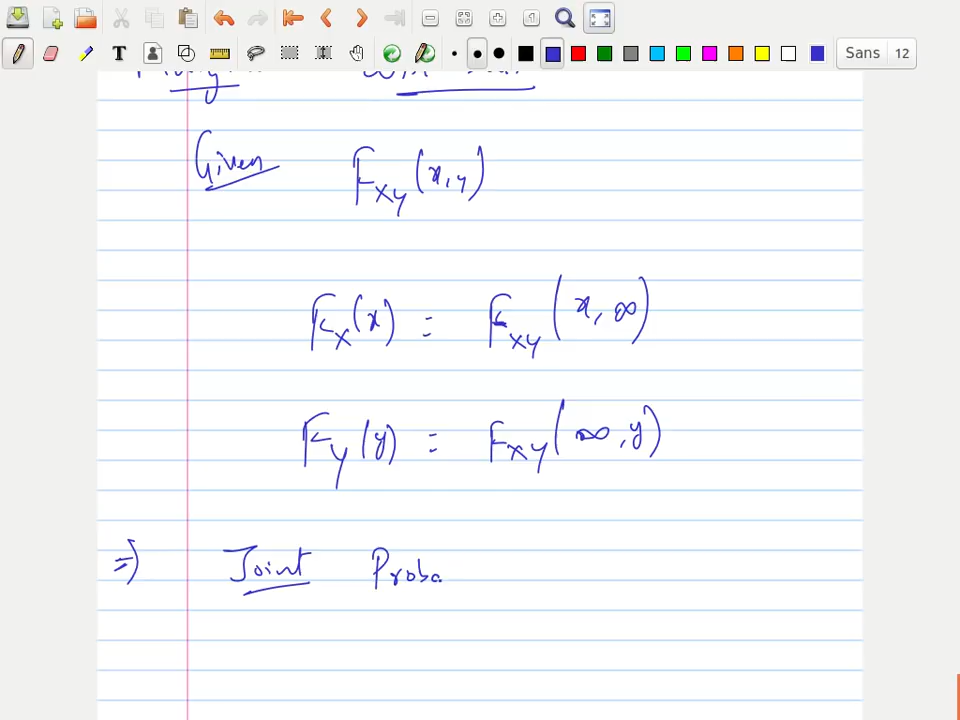 Sans 12
Given F_XY(x,y)
F_X(x) = F_XY(x, ∞)
F_Y(y) = F_XY(∞, y)
⇒ Joint Proba